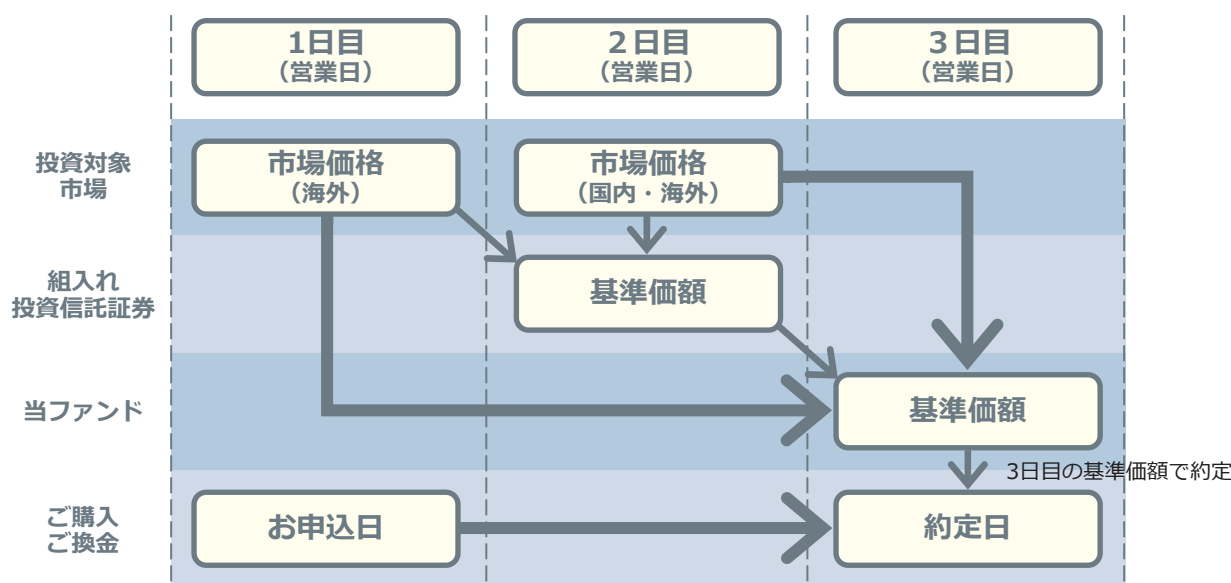 1日目
（営業日）
２日目
（営業日）
３日目
（営業日）
投資対象
市場
市場価格
（海外）
市場価格
（国内・海外）
組入れ
投資信託証券
基準価額
当ファンド
基準価額
3日目の基準価額で約定
ご購入
ご換金
お申込日
約定日